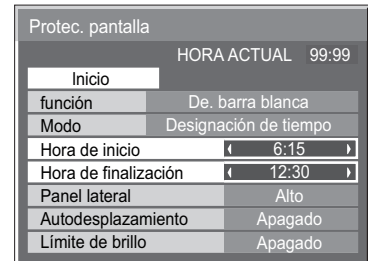 Protec. pantalla
HORA ACTUAL 99:99
Inicio
función De. barra blanca
Modo Designación de tiempo
Hora de inicio 6:15
Hora de finalización 12:30
Panel lateral Alto
Autodesplazamiento Apagado
Límite de brillo Apagado